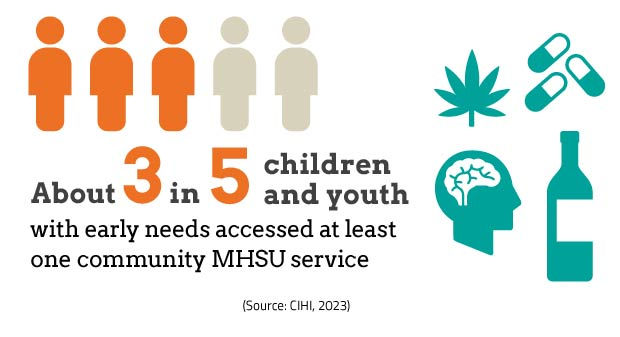 About 3 in 5 children
and youth
with early needs accessed at least
one community MHSU service
(Source: CIHI, 2023)